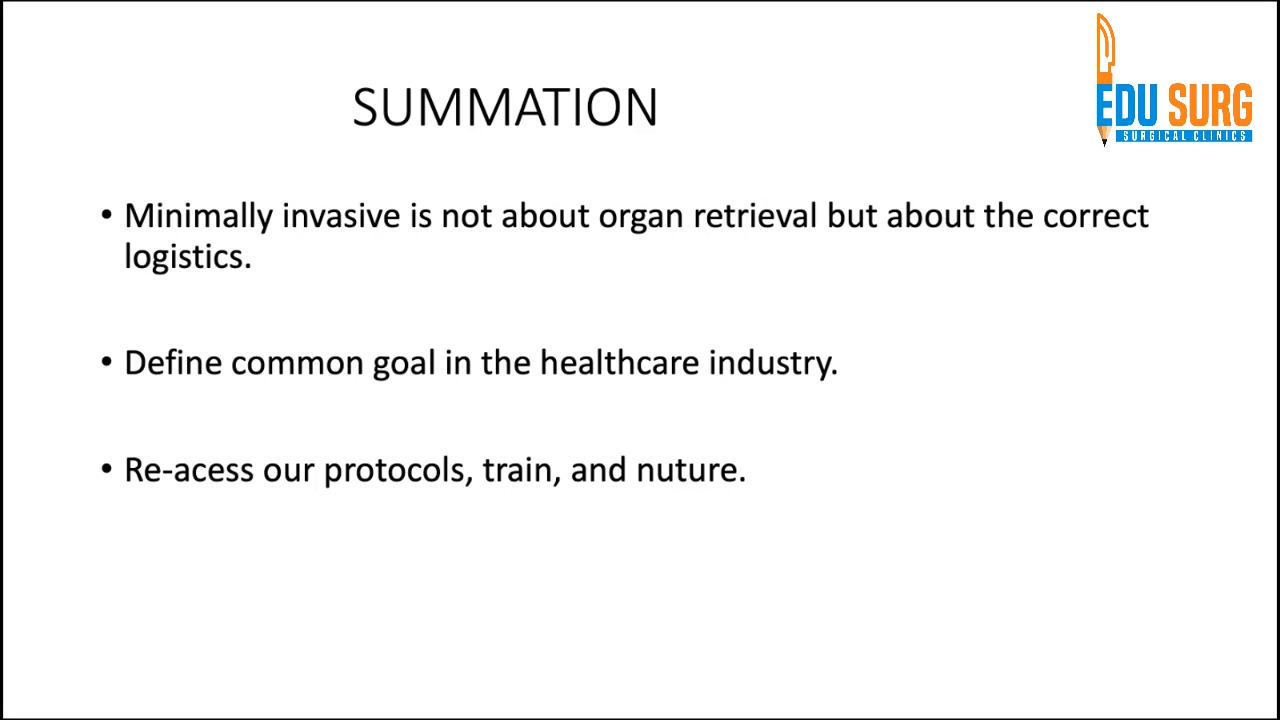 SUMMATION
EDU SURG
SURGICAL CLINICS
• Minimally invasive is not about organ retrieval but about the correct
logistics.
• Define common goal in the healthcare industry.
• Re-acess our protocols, train, and nuture.